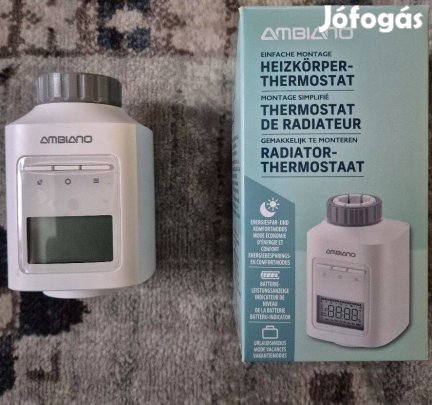 Jófogás
AMBIANO
AMBIANO
EINFACHE MONTAGE
HEIZKÖRPER-
THERMOSTAT
MONTAGE SIMPLIFIÉ
THERMOSTAT
DE RADIATEUR
GEMAKKELIJK TE MONTEREN
RADIATOR-
THERMOSTAAT
ENERGIESPAR- UND
KOMFORTMODUS
MODE ÉCONOMIE
D'ÉNERGIE ET
CONFORT
ENERGIEBESPARINGS-
EN COMFORTMODUS
BATTERIE-
LEISTUNGSANZEIGE
INDICATEUR DE
NIVEAU DE
LA BATTERIE
BATTERIJ-INDICATOR
URLAUBSMODUS
MODE VACANCES
VAKANTIEMODUS
AMBIANO